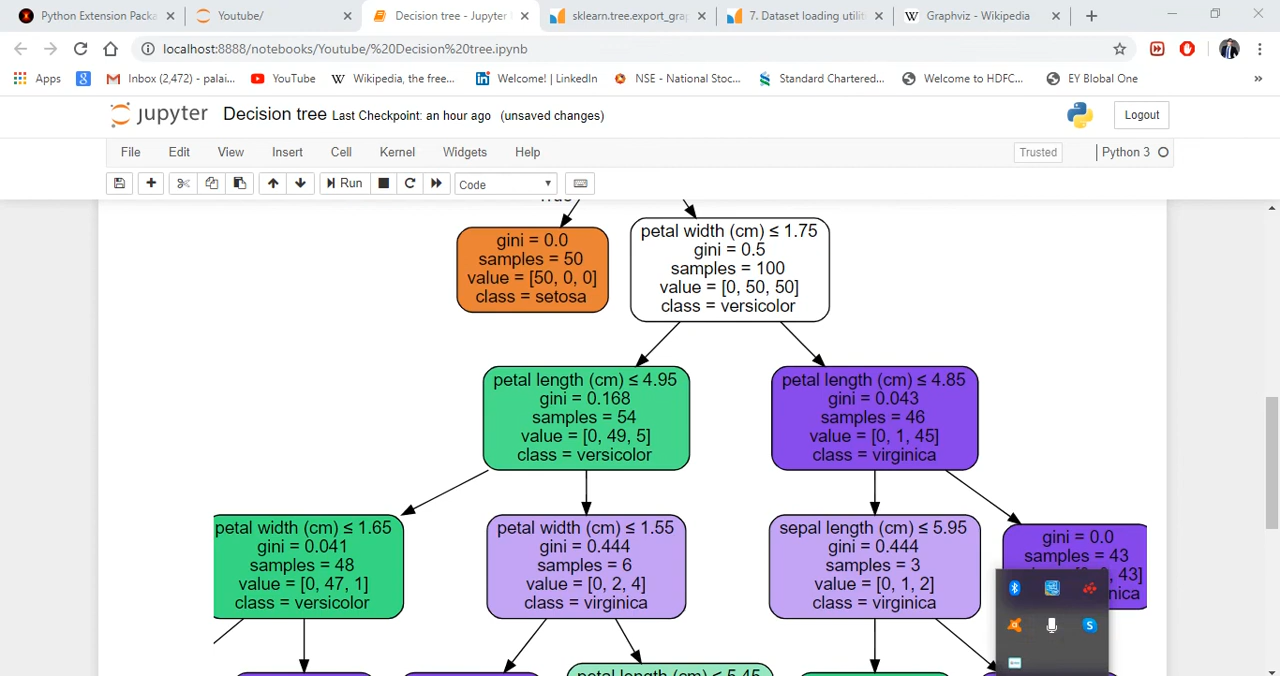 Python Extension Packa
Youtube/
Decision tree - Jupyter
sklearn.tree.export_gra
7. Dataset loading utilit
Graphviz - Wikipedia
localhost:8888/notebooks/Youtube/%20Decision%20tree.ipynb
Apps
Inbox (2,472) - palai...
YouTube
Wikipedia, the free...
Welcome! | LinkedIn
NSE - National Stoc...
Standard Chartered...
Welcome to HDFC...
EY Blobal One
»
jupyter
Decision tree Last Checkpoint: an hour ago (unsaved changes)
Logout
File Edit View Insert Cell Kernel Widgets Help
Trusted
Python 3
Run
Code
gini = 0.0
samples = 50
value = [50, 0, 0]
class = setosa
petal width (cm) ≤ 1.75
gini = 0.5
samples = 100
value = [0, 50, 50]
class = versicolor
petal length (cm) ≤ 4.95
gini = 0.168
samples = 54
value = [0, 49, 5]
class = versicolor
petal length (cm) ≤ 4.85
gini = 0.043
samples = 46
value = [0, 1, 45]
class = virginica
petal width (cm) ≤ 1.65
gini = 0.041
samples = 48
value = [0, 47, 1]
class = versicolor
petal width (cm) ≤ 1.55
gini = 0.444
samples = 6
value = [0, 2, 4]
class = virginica
sepal length (cm) ≤ 5.95
gini = 0.444
samples = 3
value = [0, 1, 2]
class = virginica
gini = 0.0
samples = 43
43]
nica
petal length (cm) ≤ 5.45